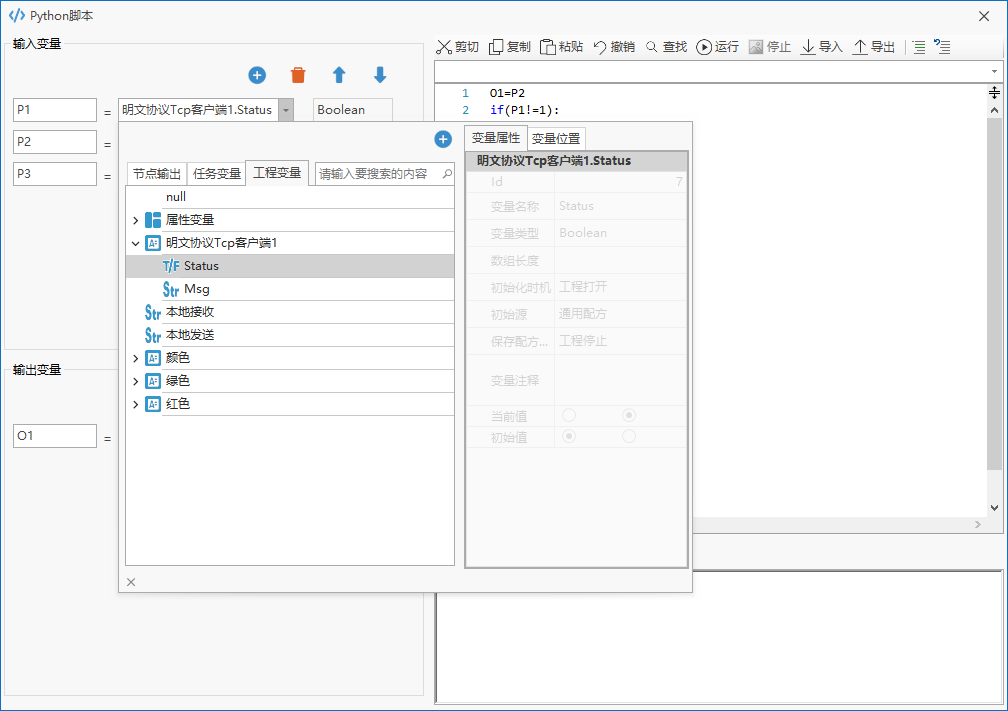 Python脚本
输入变量
剪切 复制 粘贴 撤销 查找 运行 停止 导入 导出
P1 = 明文协议Tcp客户端1.Status Boolean
P2 =
P3 =
1 O1=P2
2 if(P1!=1):
节点输出 任务变量 工程变量 请输入要搜索的内容
null
属性变量
明文协议Tcp客户端1
T/F Status
Str Msg
Str 本地接收
Str 本地发送
颜色
绿色
红色
变量属性 变量位置
明文协议Tcp客户端1.Status
Id 7
变量名称 Status
变量类型 Boolean
数组长度
初始化时机 工程打开
初始源 通用配方
保存配方... 工程停止
变量注释
当前值
初始值
输出变量
O1 =